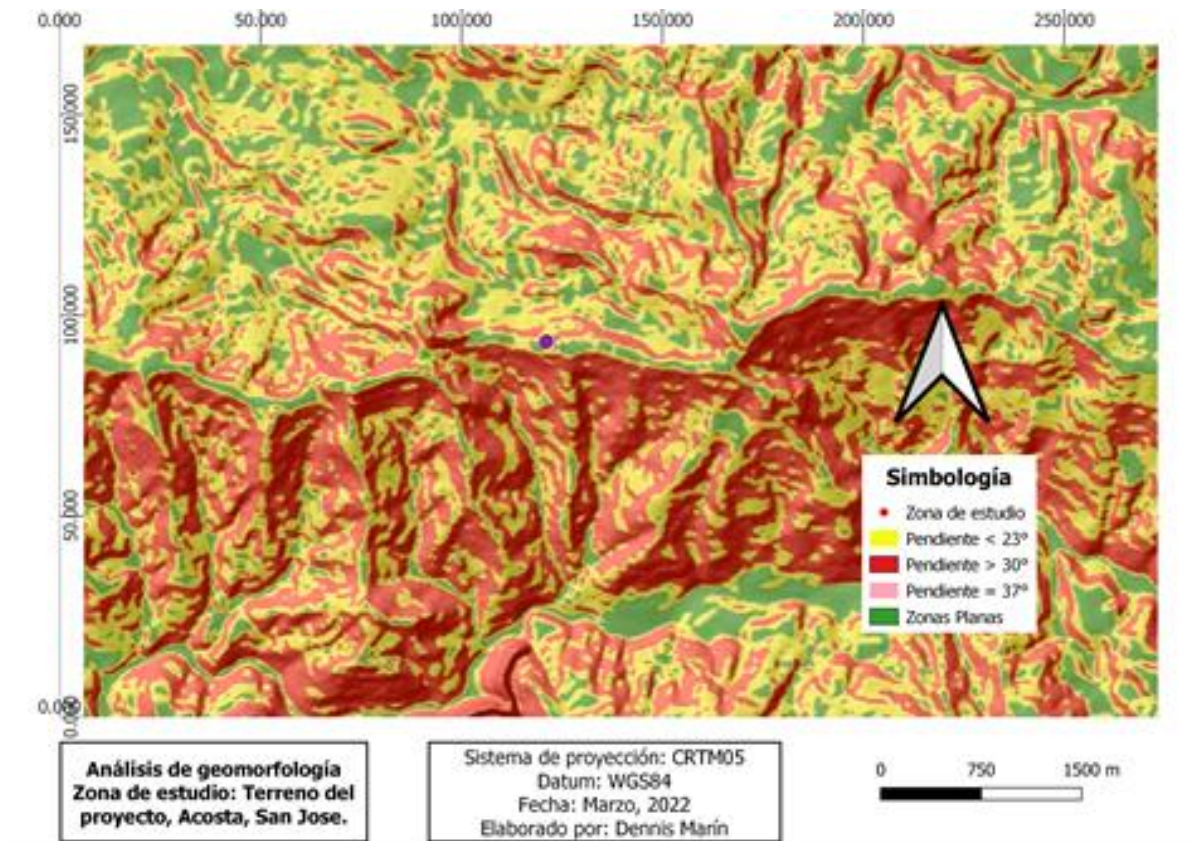 0.000 50.000 100.000 150.000 200.000 250.000
150.000
100.000
50.000
0.000
0.000
Simbología
Zona de estudio
Pendiente < 23°
Pendiente > 30°
Pendiente = 37°
Zonas Planas
Análisis de geomorfología
Zona de estudio: Terreno del
proyecto, Acosta, San Jose.
Sistema de proyección: CRTM05
Datum: WGS84
Fecha: Marzo, 2022
Elaborado por: Dennis Marín
0 750 1500 m